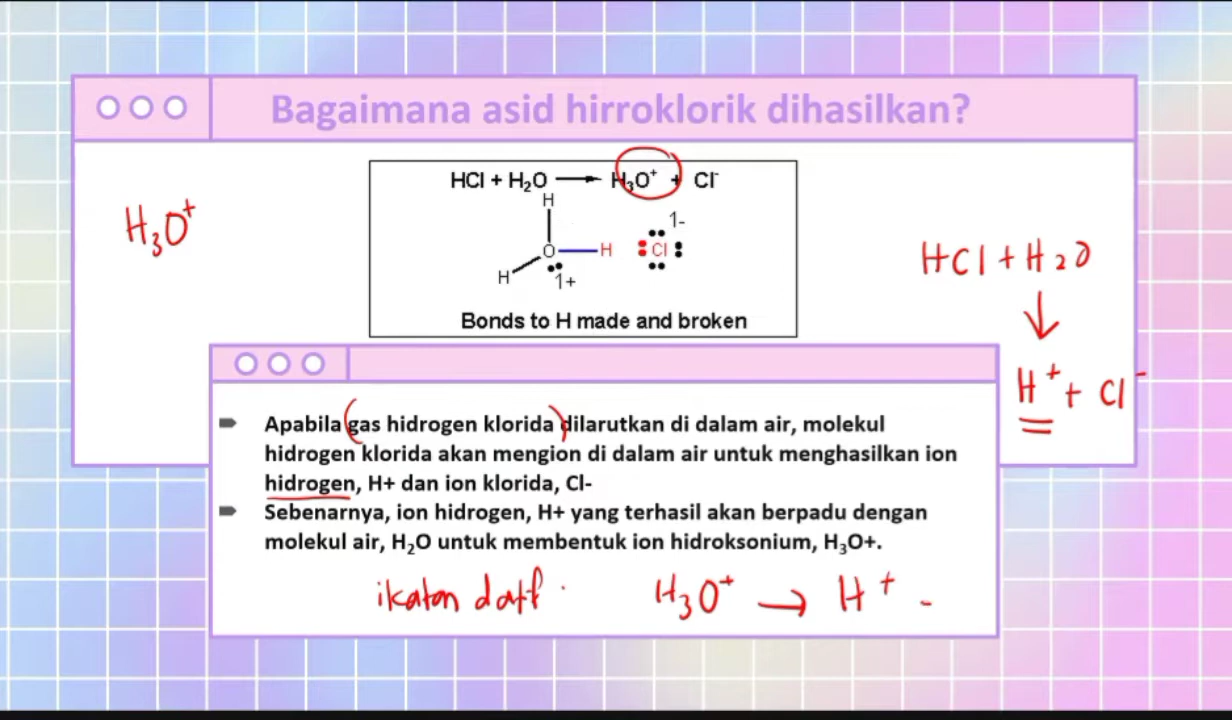 Bagaimana asid hirroklorik dihasilkan?
HCl + H₂O ⟶ H₃O⁺ + Cl⁻
H
1-
O H Cl
H
1+
Bonds to H made and broken
H₃O⁺
HCl + H₂O
↓
H⁺ + Cl⁻
Apabila gas hidrogen klorida dilarutkan di dalam air, molekul
hidrogen klorida akan mengion di dalam air untuk menghasilkan ion
hidrogen, H+ dan ion klorida, Cl-
Sebenarnya, ion hidrogen, H+ yang terhasil akan berpadu dengan
molekul air, H₂O untuk membentuk ion hidroksonium, H₃O+.
ikatan datf H₃O⁺ → H⁺